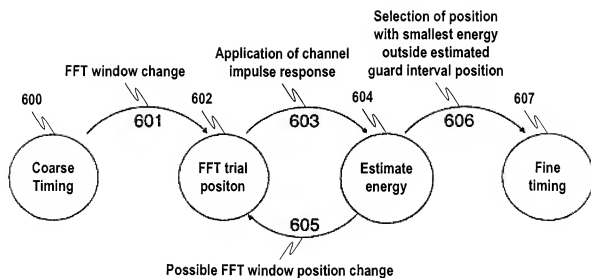 Selection of position
with smallest energy
outside estimated
guard interval position
Application of channel
impulse response
FFT window change
600
602
604
607
601
603
606
Coarse
Timing
FFT trial
positon
Estimate
energy
Fine
timing
605
Possible FFT window position change